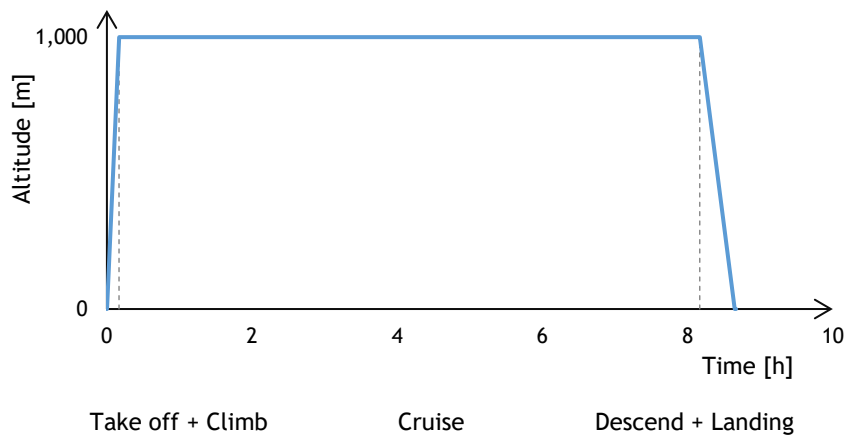 1,000
Altitude [m]
0
0 2 4 6 8 10
Time [h]
Take off + Climb Cruise Descend + Landing